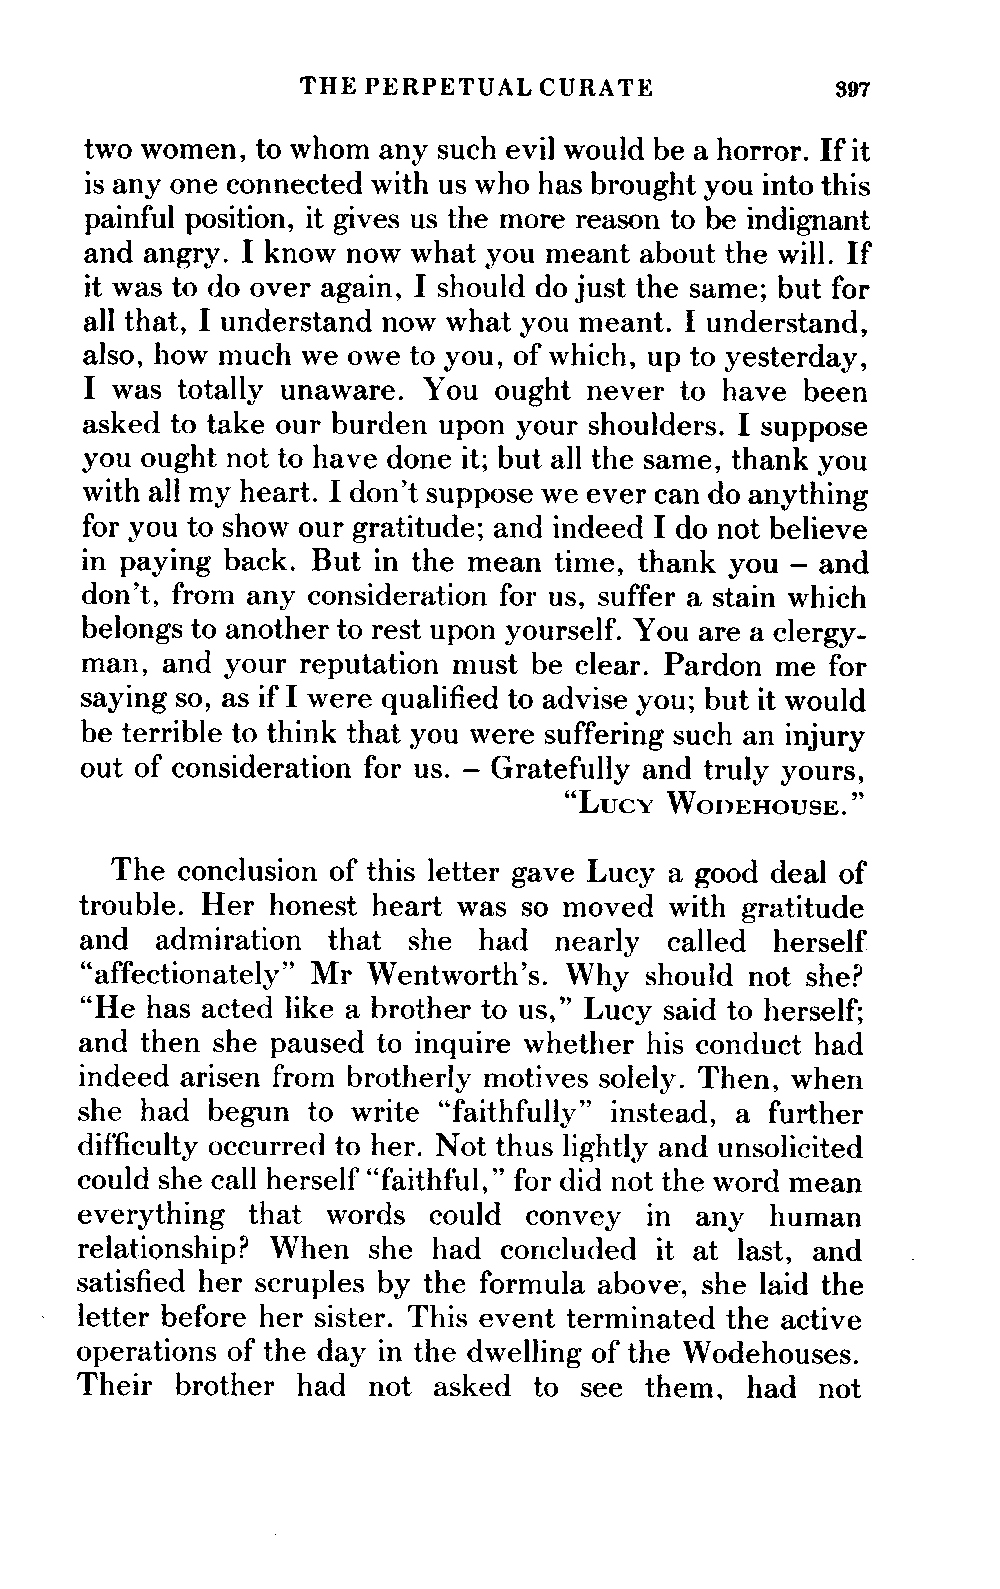 THE PERPETUAL CURATE 397
two women, to whom any such evil would be a horror. If it
is any one connected with us who has brought you into this
painful position, it gives us the more reason to be indignant
and angry. I know now what you meant about the will. If
it was to do over again, I should do just the same; but for
all that, I understand now what you meant. I understand,
also, how much we owe to you, of which, up to yesterday,
I was totally unaware. You ought never to have been
asked to take our burden upon your shoulders. I suppose
you ought not to have done it; but all the same, thank you
with all my heart. I don't suppose we ever can do anything
for you to show our gratitude; and indeed I do not believe
in paying back. But in the mean time, thank you – and
don't, from any consideration for us, suffer a stain which
belongs to another to rest upon yourself. You are a clergy-
man, and your reputation must be clear. Pardon me for
saying so, as if I were qualified to advise you; but it would
be terrible to think that you were suffering such an injury
out of consideration for us. – Gratefully and truly yours,
“LUCY WODEHOUSE.”
The conclusion of this letter gave Lucy a good deal of
trouble. Her honest heart was so moved with gratitude
and admiration that she had nearly called herself
“affectionately” Mr Wentworth's. Why should not she?
“He has acted like a brother to us,” Lucy said to herself;
and then she paused to inquire whether his conduct had
indeed arisen from brotherly motives solely. Then, when
she had begun to write “faithfully” instead, a further
difficulty occurred to her. Not thus lightly and unsolicited
could she call herself “faithful,” for did not the word mean
everything that words could convey in any human
relationship? When she had concluded it at last, and
satisfied her scruples by the formula above, she laid the
letter before her sister. This event terminated the active
operations of the day in the dwelling of the Wodehouses.
Their brother had not asked to see them, had not